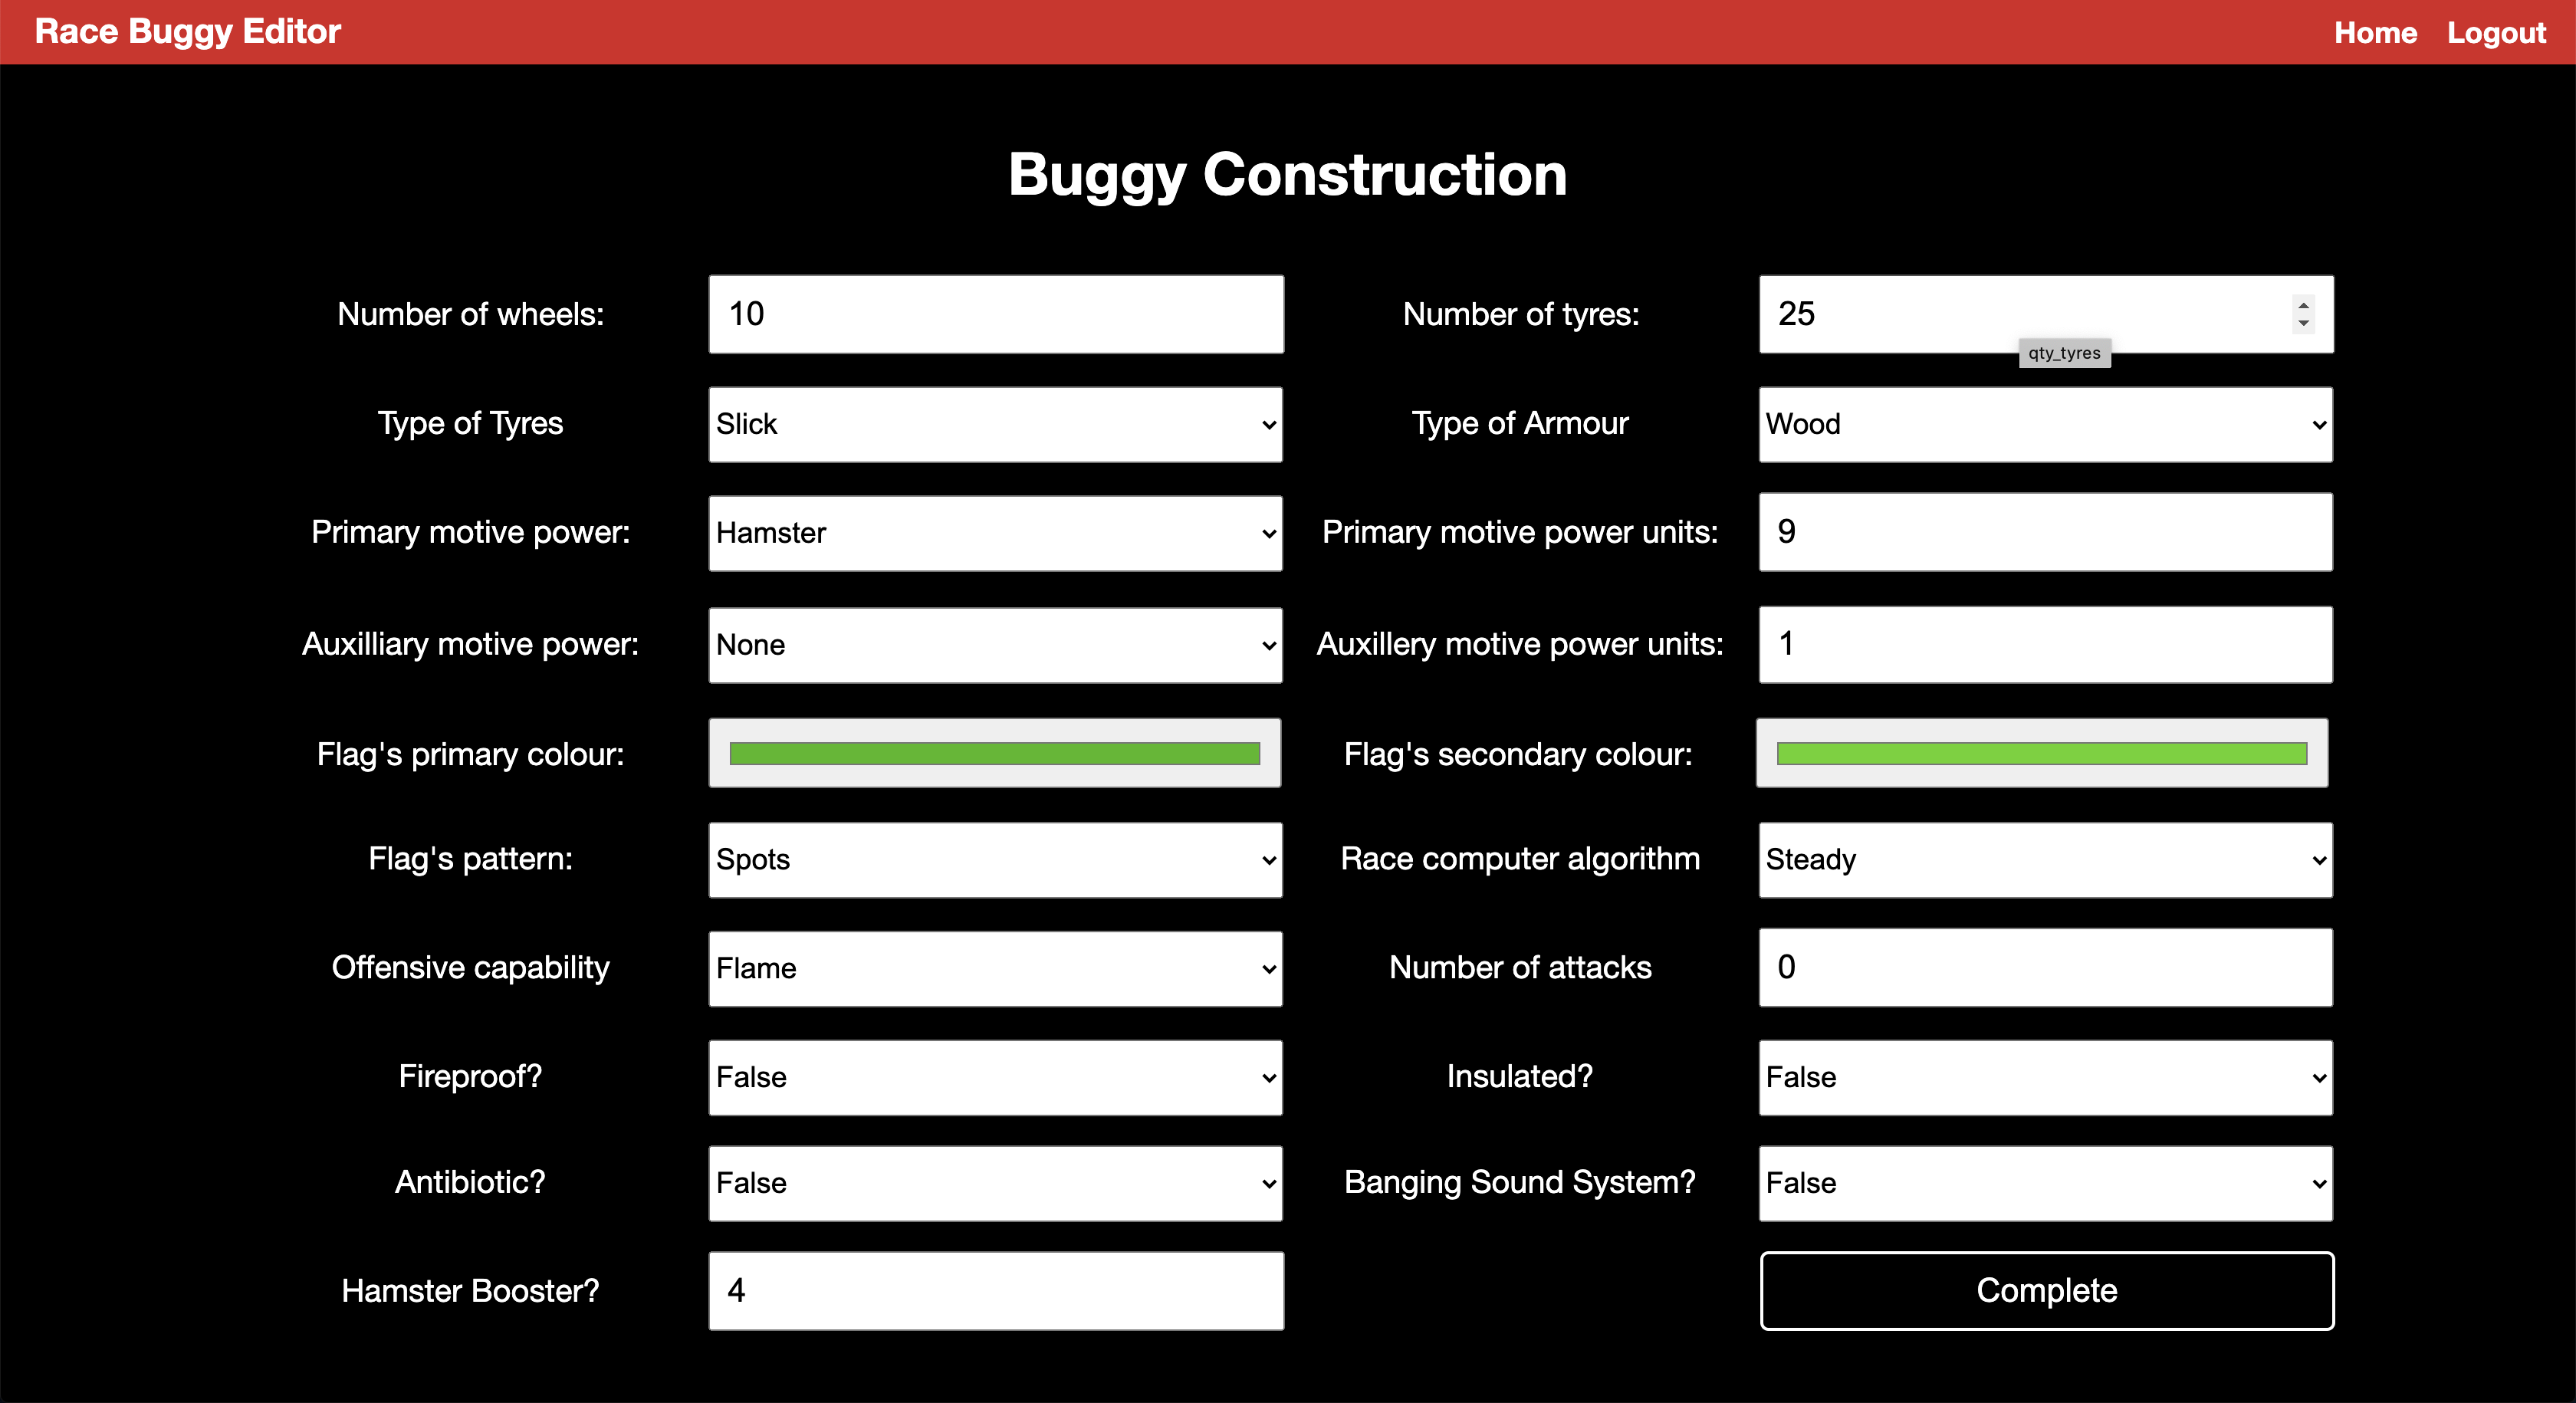 Race Buggy Editor Home Logout
Buggy Construction
Number of wheels: 10 Number of tyres: 25
qty_tyres
Type of Tyres Slick Type of Armour Wood
Primary motive power: Hamster Primary motive power units: 9
Auxilliary motive power: None Auxillery motive power units: 1
Flag's primary colour: Flag's secondary colour:
Flag's pattern: Spots Race computer algorithm Steady
Offensive capability Flame Number of attacks 0
Fireproof? False Insulated? False
Antibiotic? False Banging Sound System? False
Hamster Booster? 4 Complete